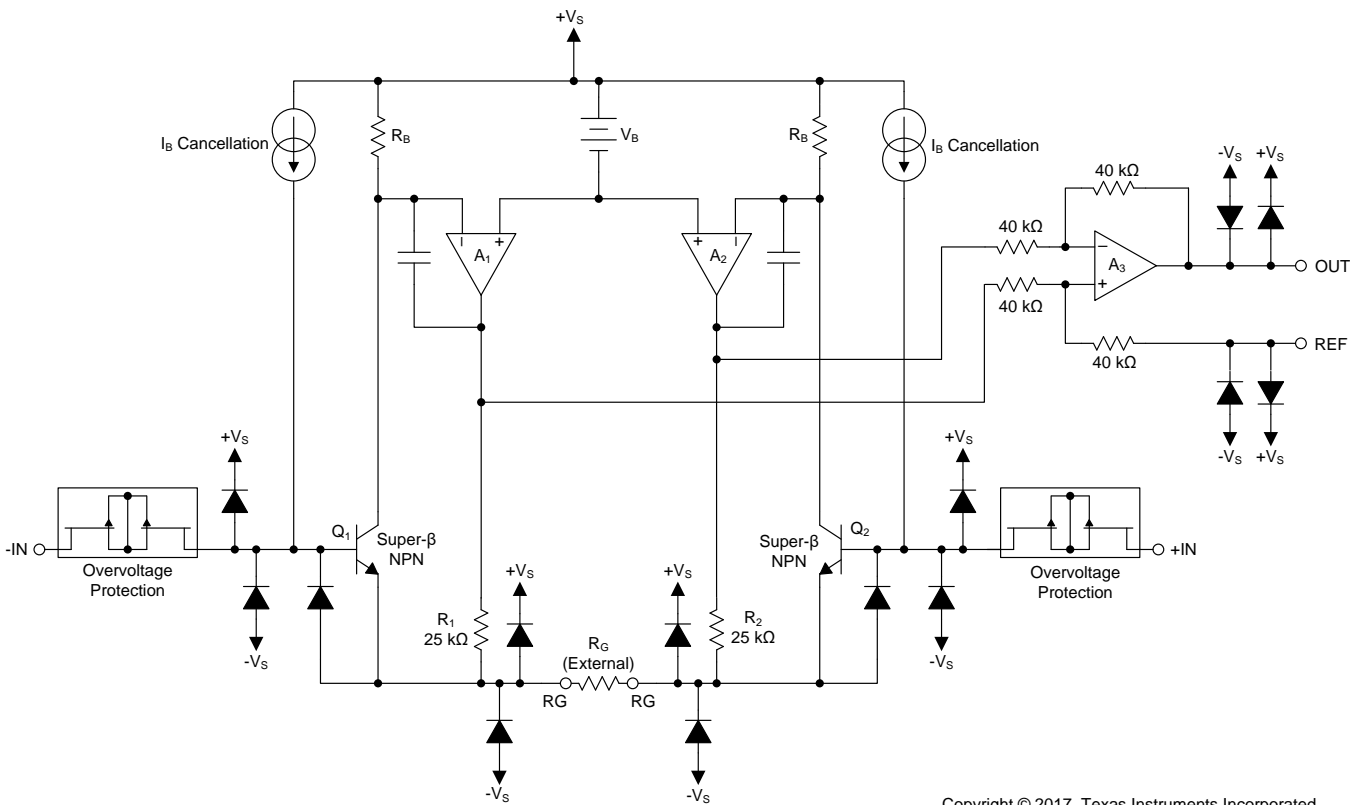 +VS
IB Cancellation
RB
VB
RB
IB Cancellation
-VS
+VS
40 kΩ
40 kΩ
40 kΩ
40 kΩ
–
+
A1
+
A2
–
–
+
A3
OUT
REF
-VS
+VS
+VS
+VS
-IN
Overvoltage
Protection
-VS
Q1
Super-β
NPN
R1
25 kΩ
+VS
RG
(External)
RG
RG
+VS
R2
25 kΩ
Super-β
NPN
Q2
-VS
+IN
Overvoltage
Protection
-VS
-VS
Copyright © 2017, Texas Instruments Incorporated